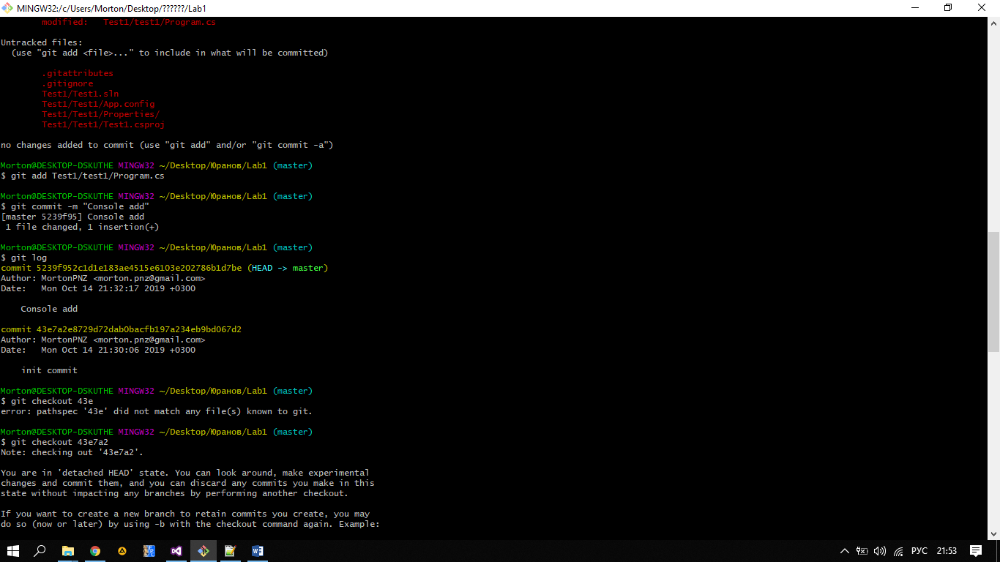 MINGW32:/c/Users/Morton/Desktop/??????/Lab1
modified:   Test1/test1/Program.cs
Untracked files:
(use "git add <file>..." to include in what will be committed)
.gitattributes
.gitignore
Test1/Test1.sln
Test1/Test1/App.config
Test1/Test1/Properties/
Test1/Test1/Test1.csproj
no changes added to commit (use "git add" and/or "git commit -a")
Morton@DESKTOP-DSKUTHE MINGW32 ~/Desktop/Юранов/Lab1 (master)
$ git add Test1/test1/Program.cs
Morton@DESKTOP-DSKUTHE MINGW32 ~/Desktop/Юранов/Lab1 (master)
$ git commit -m "Console add"
[master 5239f95] Console add
1 file changed, 1 insertion(+)
Morton@DESKTOP-DSKUTHE MINGW32 ~/Desktop/Юранов/Lab1 (master)
$ git log
commit 5239f952c1d1e183ae4515e6103e202786b1d7be (HEAD -> master)
Author: MortonPNZ <morton.pnz@gmail.com>
Date:   Mon Oct 14 21:32:17 2019 +0300
Console add
commit 43e7a2e8729d72dab0bacfb197a234eb9bd067d2
Author: MortonPNZ <morton.pnz@gmail.com>
Date:   Mon Oct 14 21:30:06 2019 +0300
init commit
Morton@DESKTOP-DSKUTHE MINGW32 ~/Desktop/Юранов/Lab1 (master)
$ git checkout 43e
error: pathspec '43e' did not match any file(s) known to git.
Morton@DESKTOP-DSKUTHE MINGW32 ~/Desktop/Юранов/Lab1 (master)
$ git checkout 43e7a2
Note: checking out '43e7a2'.
You are in 'detached HEAD' state. You can look around, make experimental
changes and commit them, and you can discard any commits you make in this
state without impacting any branches by performing another checkout.
If you want to create a new branch to retain commits you create, you may
do so (now or later) by using -b with the checkout command again. Example:
РУС 21:53